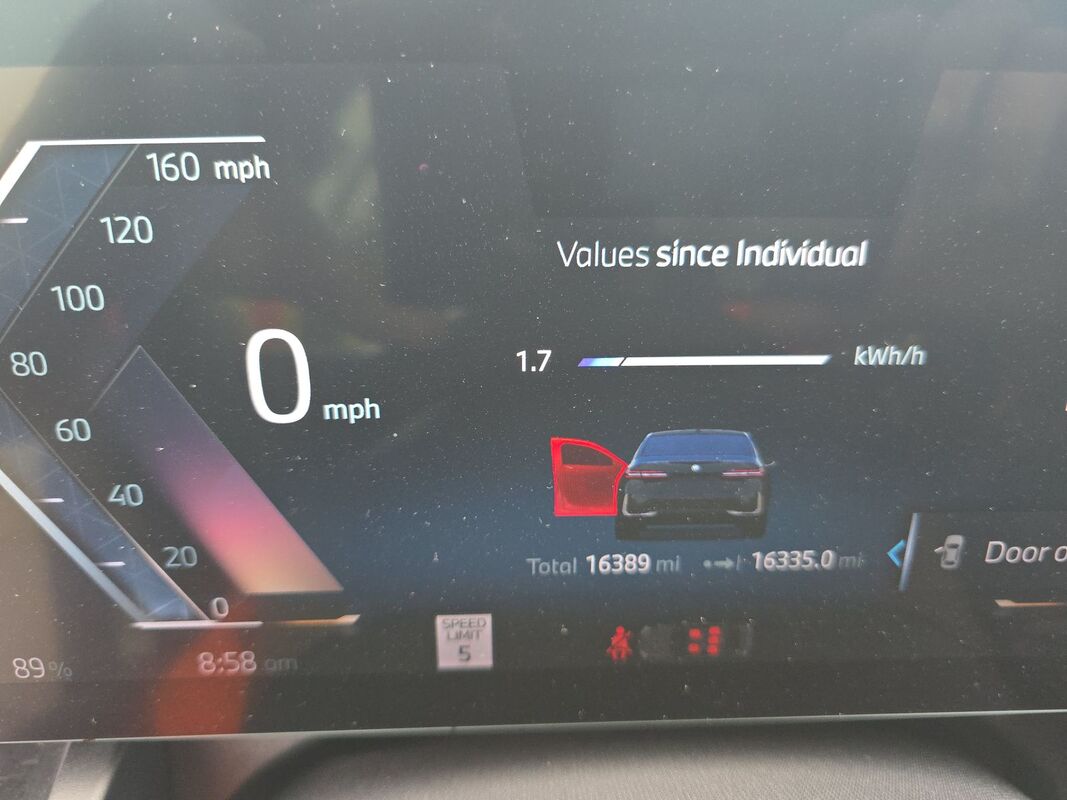 160 mph
120
100
80
60
40
20
0
0 mph
Values since Individual
1.7 kWh/h
Total 16389 mi 16335.0 mi
Door o
SPEED
LIMIT
5
89 %
8:58 am